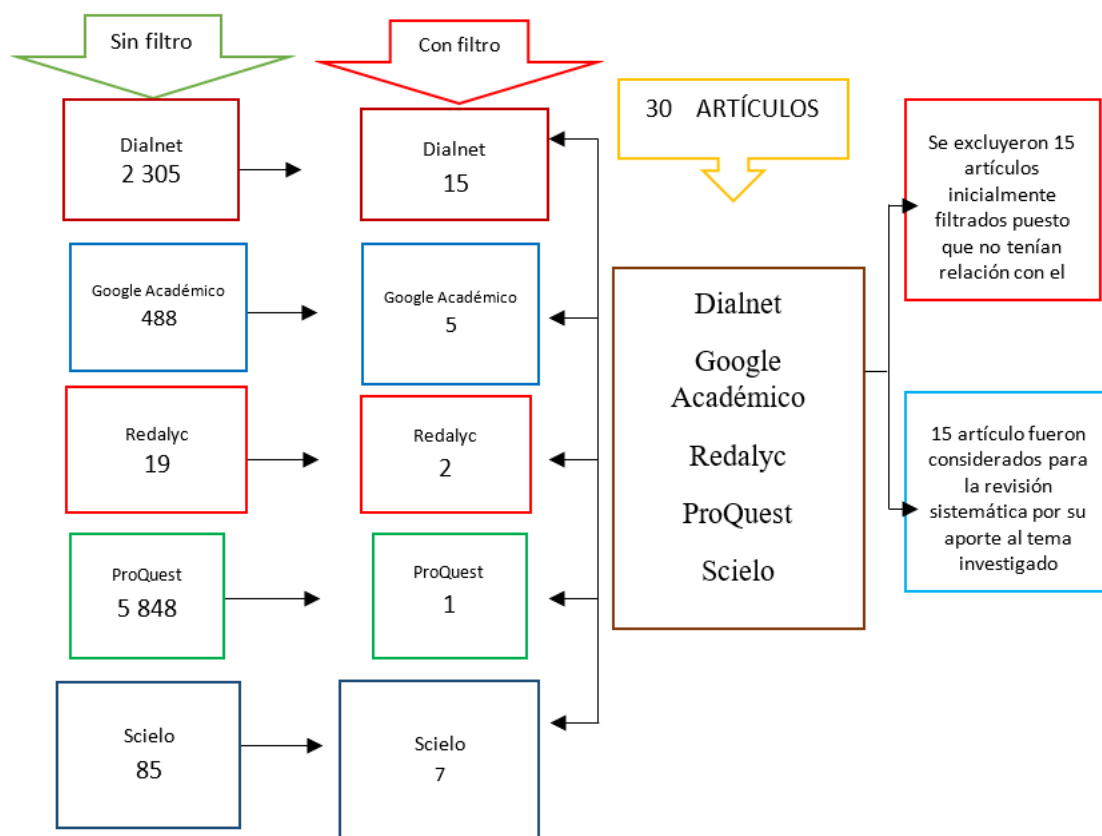 Sin filtro
Con filtro
Dialnet
2 305
Dialnet
15
Google Académico
488
Google Académico
5
Redalyc
19
Redalyc
2
ProQuest
5 848
ProQuest
1
Scielo
85
Scielo
7
30 ARTÍCULOS
Dialnet
Google
Académico
Redalyc
ProQuest
Scielo
Se excluyeron 15
artículos
inicialmente
filtrados puesto
que no tenían
relación con el
15 artículo fueron
considerados para
la revisión
sistemática por su
aporte al tema
investigado